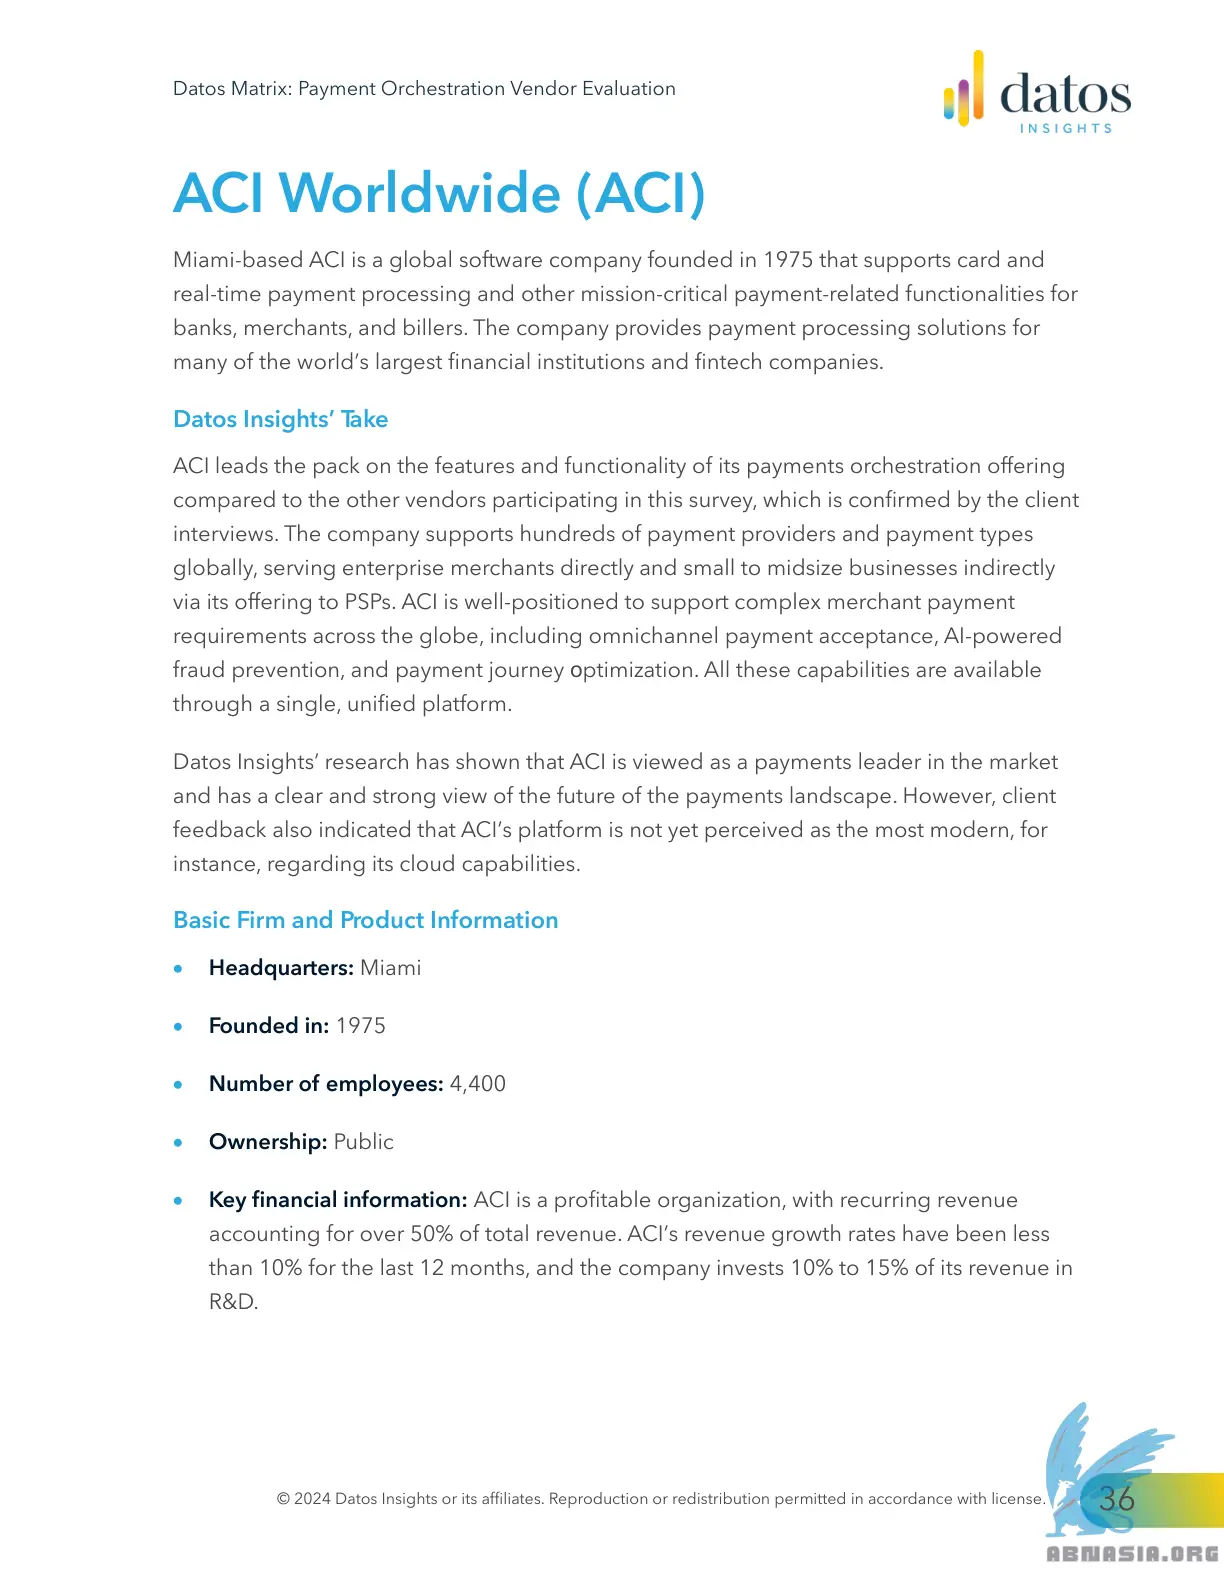 Datos Matrix: Payment Orchestration Vendor Evaluation
datos
INSIGHTS
ACI Worldwide (ACI)
Miami-based ACI is a global software company founded in 1975 that supports card and
real-time payment processing and other mission-critical payment-related functionalities for
banks, merchants, and billers. The company provides payment processing solutions for
many of the world’s largest financial institutions and fintech companies.
Datos Insights’ Take
ACI leads the pack on the features and functionality of its payments orchestration offering
compared to the other vendors participating in this survey, which is confirmed by the client
interviews. The company supports hundreds of payment providers and payment types
globally, serving enterprise merchants directly and small to midsize businesses indirectly
via its offering to PSPs. ACI is well-positioned to support complex merchant payment
requirements across the globe, including omnichannel payment acceptance, AI-powered
fraud prevention, and payment journey optimization. All these capabilities are available
through a single, unified platform.
Datos Insights’ research has shown that ACI is viewed as a payments leader in the market
and has a clear and strong view of the future of the payments landscape. However, client
feedback also indicated that ACI’s platform is not yet perceived as the most modern, for
instance, regarding its cloud capabilities.
Basic Firm and Product Information
• Headquarters: Miami
• Founded in: 1975
• Number of employees: 4,400
• Ownership: Public
• Key financial information: ACI is a profitable organization, with recurring revenue
accounting for over 50% of total revenue. ACI’s revenue growth rates have been less
than 10% for the last 12 months, and the company invests 10% to 15% of its revenue in
R&D.
© 2024 Datos Insights or its affiliates. Reproduction or redistribution permitted in accordance with license.
36
ABNASIA.ORG